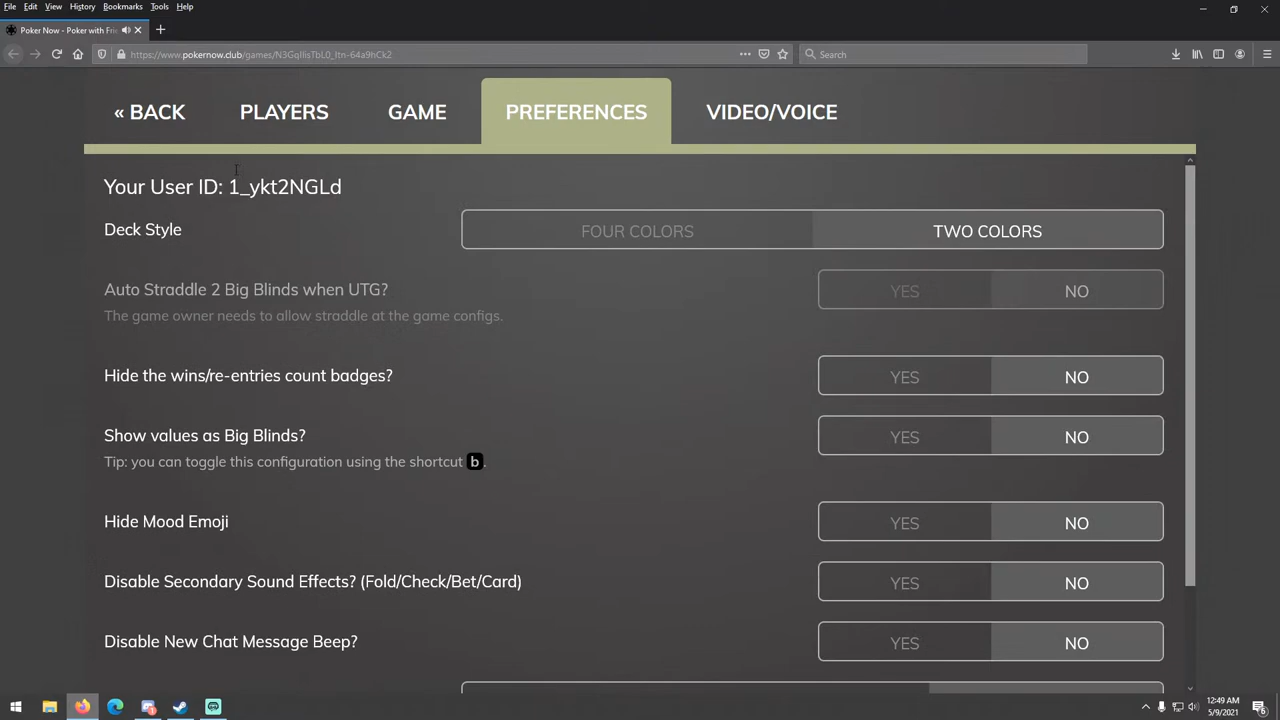 File Edit View History Bookmarks Tools Help
Poker Now - Poker with Frie
https://www.pokernow.club/games/N3GqIlisTbL0_Itn-64a9hCk2
Search
« BACK PLAYERS GAME PREFERENCES VIDEO/VOICE
Your User ID: 1_ykt2NGLd
Deck Style FOUR COLORS TWO COLORS
Auto Straddle 2 Big Blinds when UTG? YES NO
The game owner needs to allow straddle at the game configs.
Hide the wins/re-entries count badges? YES NO
Show values as Big Blinds? YES NO
Tip: you can toggle this configuration using the shortcut b.
Hide Mood Emoji YES NO
Disable Secondary Sound Effects? (Fold/Check/Bet/Card) YES NO
Disable New Chat Message Beep? YES NO
12:49 AM
5/9/2021
6